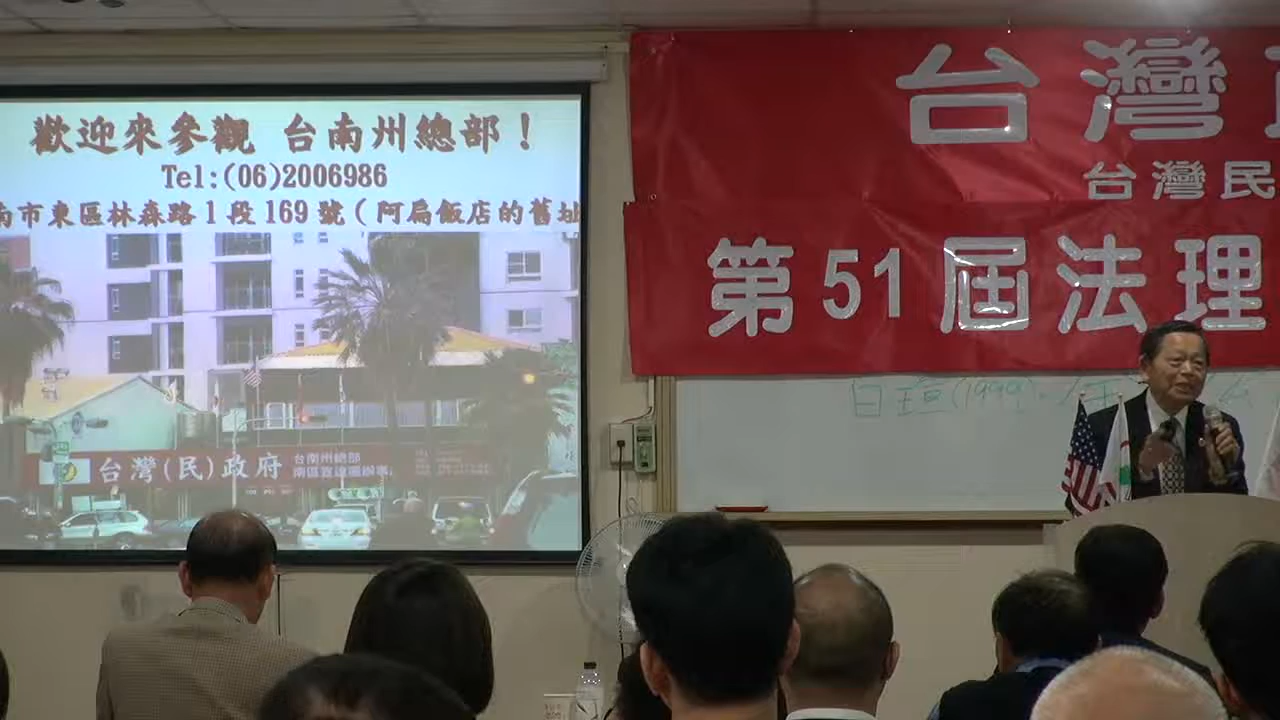 歡迎來參觀 台南州總部！
Tel:(06)2006986
南市東區林森路1段169號(阿扁飯店的舊址
台灣(民)政府
台南州總部
台灣
台灣民
第51屆法理
(1999)